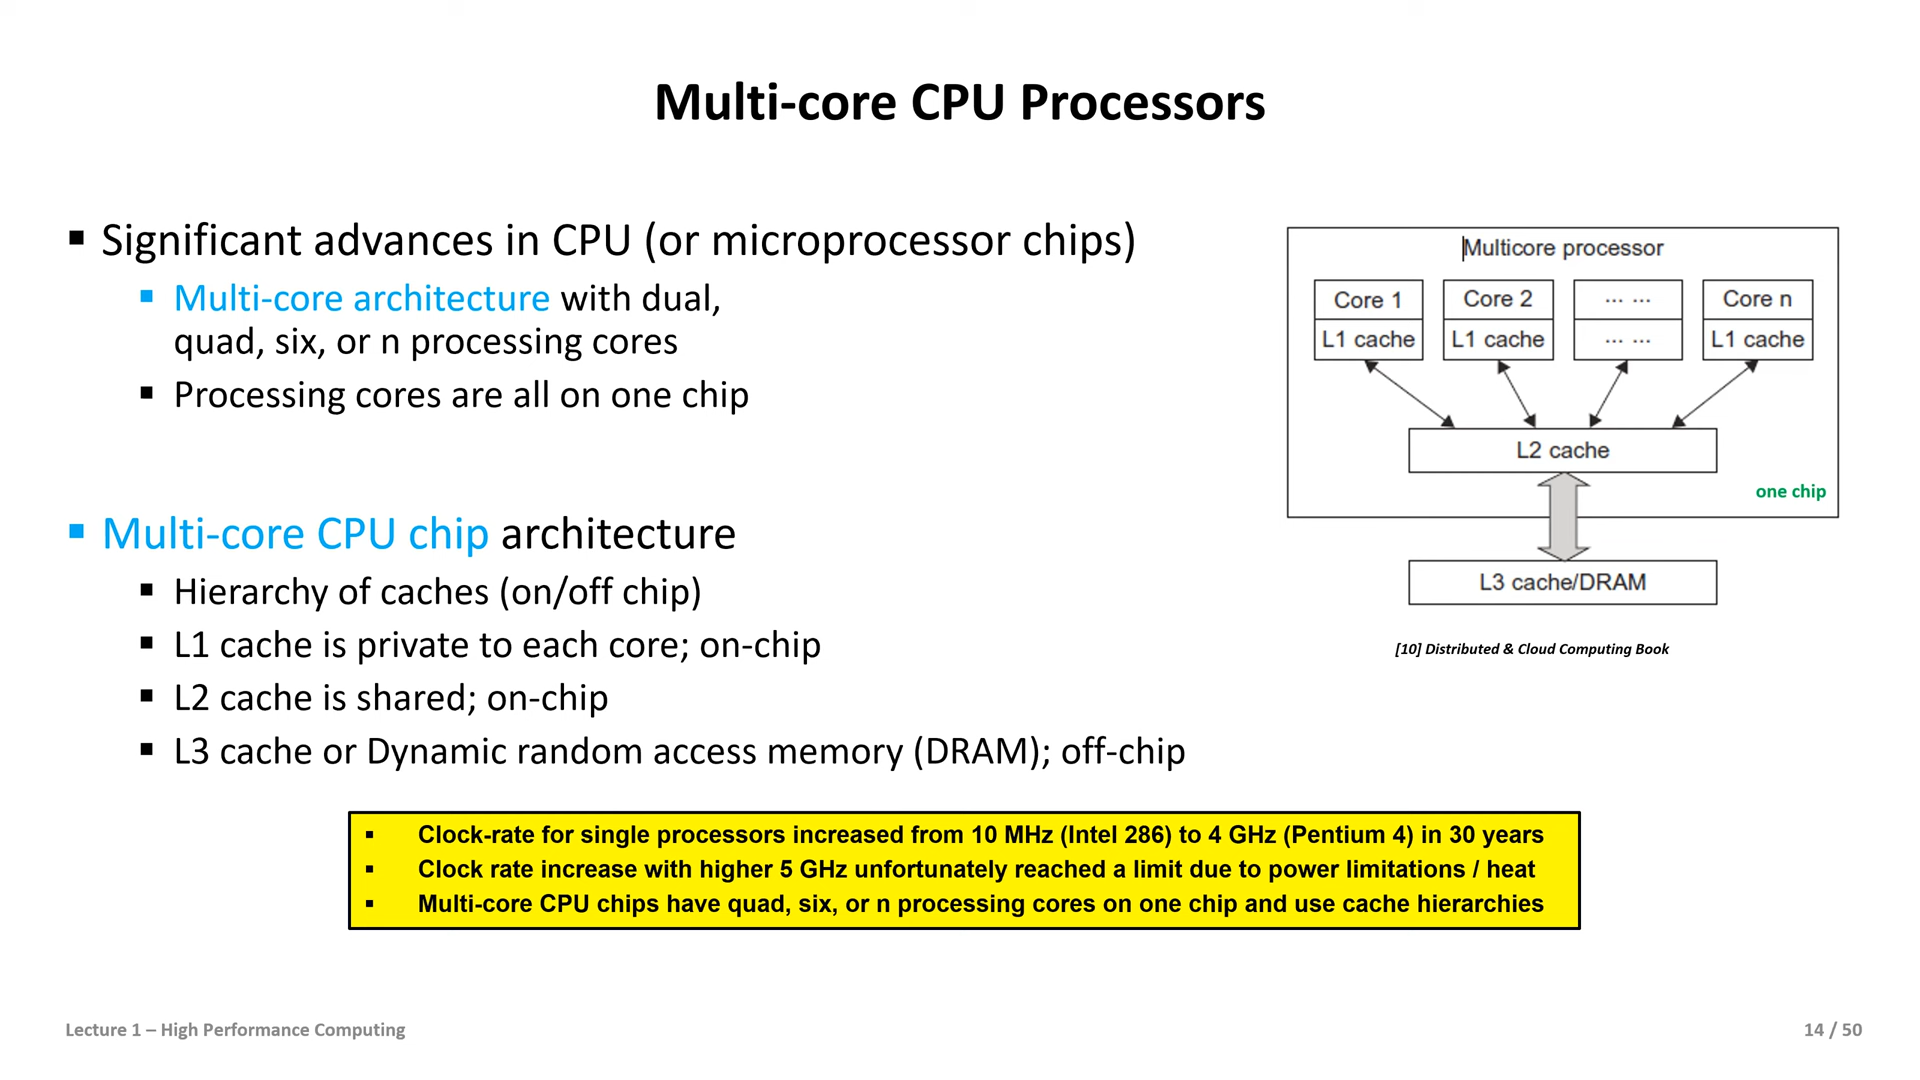 Multi-core CPU Processors
▪ Significant advances in CPU (or microprocessor chips)
▪ Multi-core architecture with dual,
quad, six, or n processing cores
▪ Processing cores are all on one chip
▪ Multi-core CPU chip architecture
▪ Hierarchy of caches (on/off chip)
▪ L1 cache is private to each core; on-chip
▪ L2 cache is shared; on-chip
▪ L3 cache or Dynamic random access memory (DRAM); off-chip
Multicore processor
Core 1 Core 2 ... ... Core n
L1 cache L1 cache ... ... L1 cache
L2 cache
one chip
L3 cache/DRAM
[10] Distributed & Cloud Computing Book
▪ Clock-rate for single processors increased from 10 MHz (Intel 286) to 4 GHz (Pentium 4) in 30 years
▪ Clock rate increase with higher 5 GHz unfortunately reached a limit due to power limitations / heat
▪ Multi-core CPU chips have quad, six, or n processing cores on one chip and use cache hierarchies
Lecture 1 – High Performance Computing
14 / 50